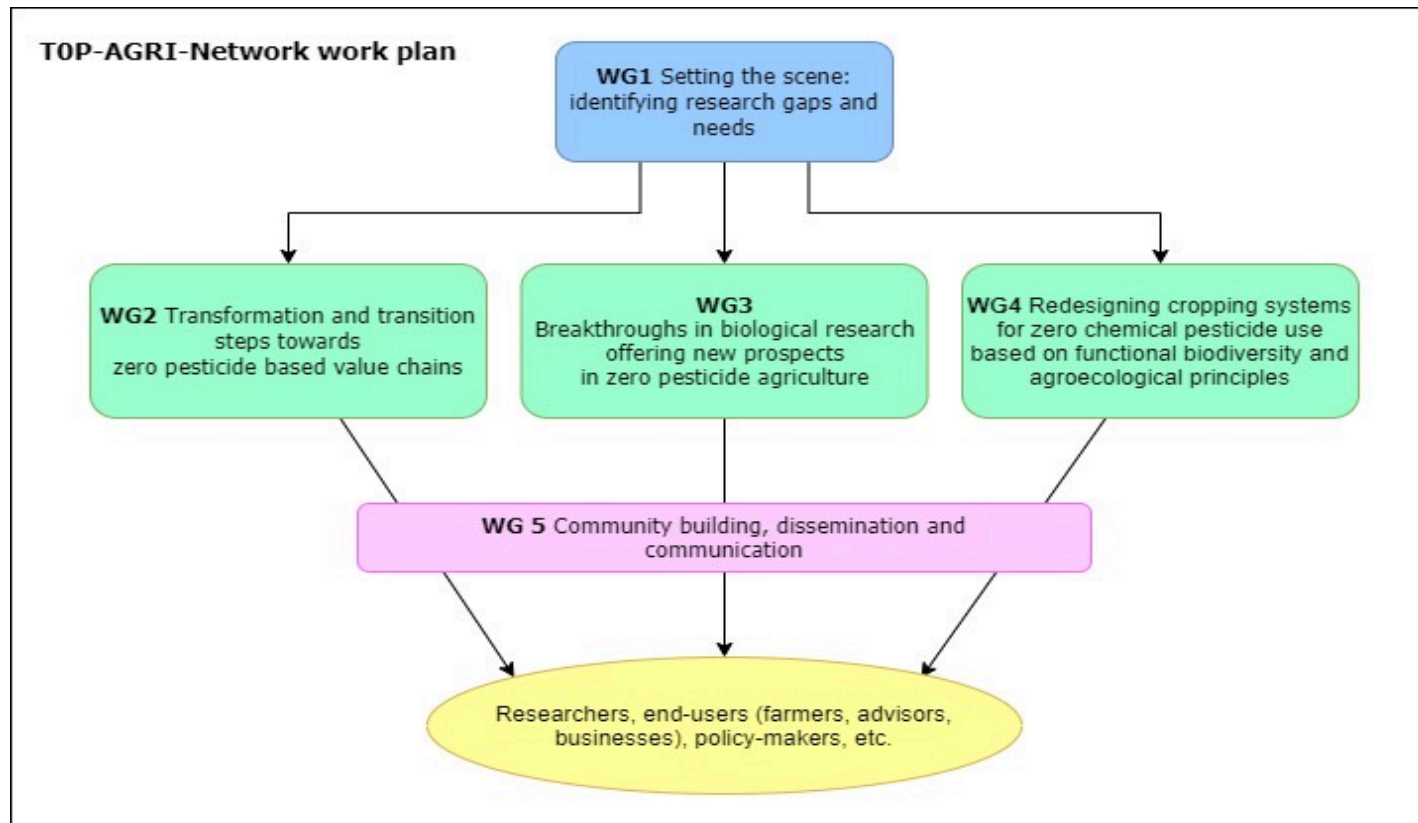 T0P-AGRI-Network work plan
WG1 Setting the scene:
identifying research gaps and
needs
WG2 Transformation and transition
steps towards
zero pesticide based value chains
WG3
Breakthroughs in biological research
offering new prospects
in zero pesticide agriculture
WG4 Redesigning cropping systems
for zero chemical pesticide use
based on functional biodiversity and
agroecological principles
WG 5 Community building, dissemination and
communication
Researchers, end-users (farmers, advisors,
businesses), policy-makers, etc.